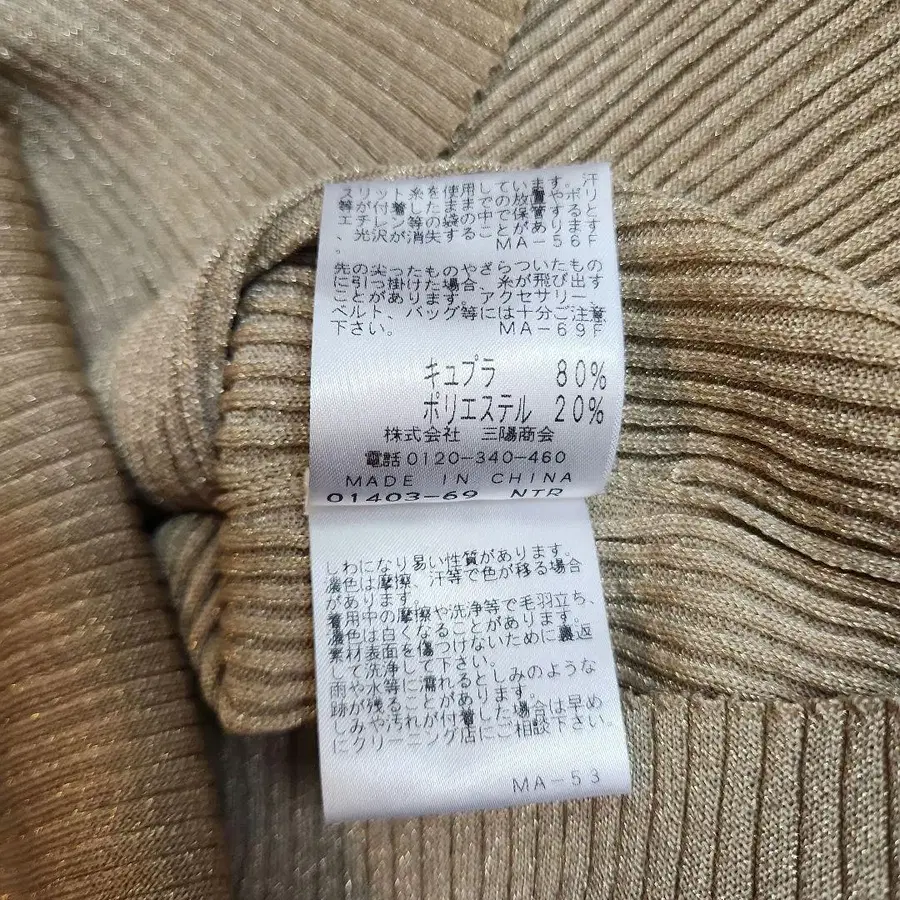 スリット糸を使用しています。汗
等が付着したままでの放置やポリ
エチレン等の袋の中で保管すると
、光沢が消失することがあります
。
MA-56F
先の尖ったものやざらついたもの
に引っ掛けた場合、糸が飛び出す
ことがあります。アクセサリー、
ベルト、バッグ等には十分ご注意
下さい。 MA-69F
キュプラ 80%
ポリエステル 20%
株式会社 三陽商会
電話0120-340-460
MADE IN CHINA
01403-69 NTR
しわになり易い性質があります。
濃色は摩擦、汗等で色が移る場合
があります。
着用中の摩擦や洗浄等で毛羽立ち、
濃色は白くなることがあります。
素材表面を傷つけないために裏返
して洗浄して下さい。
雨や水等に濡れるとしみのような
跡が残ることがあります。
しみや汚れが付着した場合は早め
にクリーニング店にご相談下さい。
MA-53